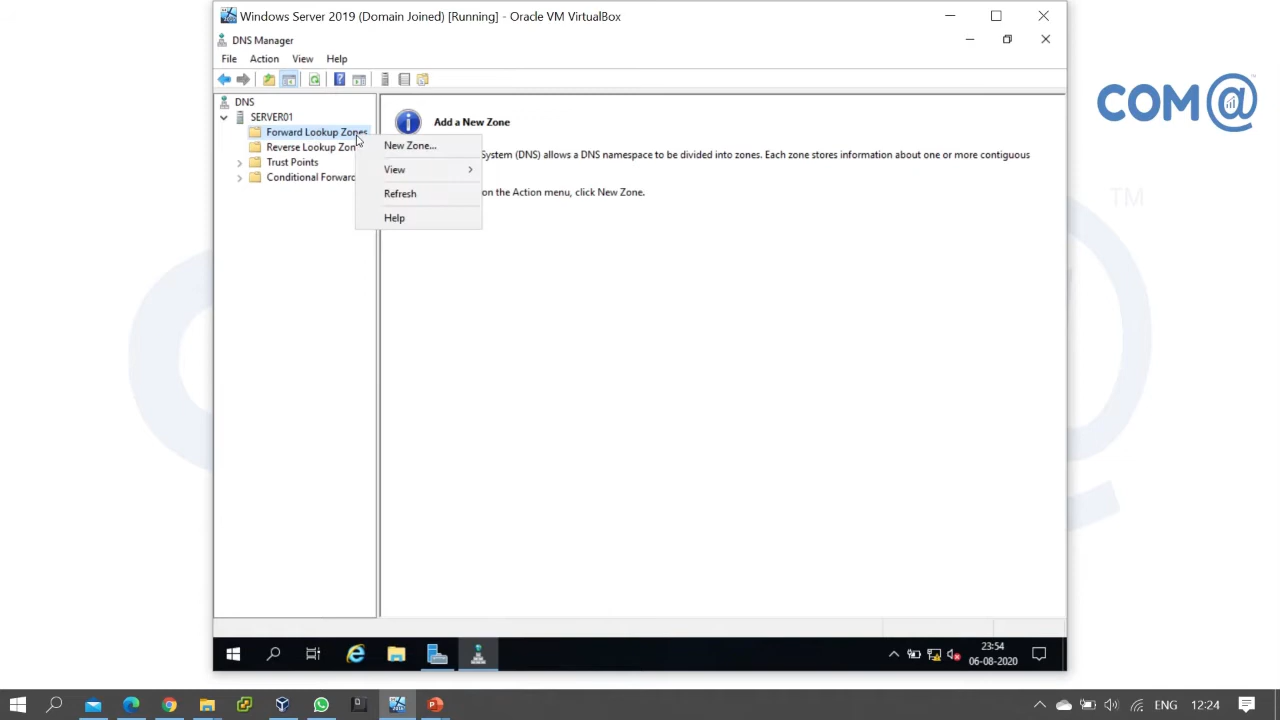 Windows Server 2019 (Domain Joined) [Running] - Oracle VM VirtualBox
DNS Manager
File Action View Help
DNS
SERVER01
Forward Lookup Zones
Reverse Lookup Zon
Trust Points
Conditional Forward
New Zone...
View
Refresh
Help
Add a New Zone
System (DNS) allows a DNS namespace to be divided into zones. Each zone stores information about one or more contiguous
on the Action menu, click New Zone.
COM@
TM
23:54
06-08-2020
ENG
12:24